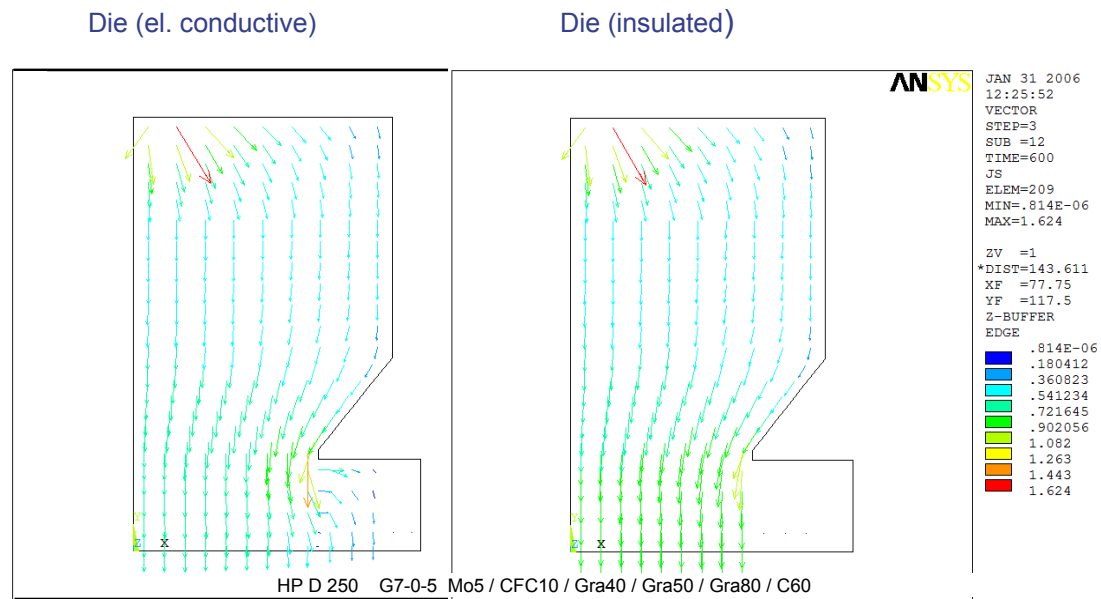 Die (el. conductive)
Die (insulated)
ANSYS
JAN 31 2006
12:25:52
VECTOR
STEP=3
SUB =12
TIME=600
JS
ELEM=209
MIN=.814E-06
MAX=1.624
ZV =1
*DIST=143.611
XF =77.75
YF =117.5
Z-BUFFER
EDGE
.814E-06
.180412
.360823
.541234
.721645
.902056
1.082
1.263
1.443
1.624
Y
Z X
Y
Z X
HP D 250 G7-0-5 Mo5 / CFC10 / Gra40 / Gra50 / Gra80 / C60